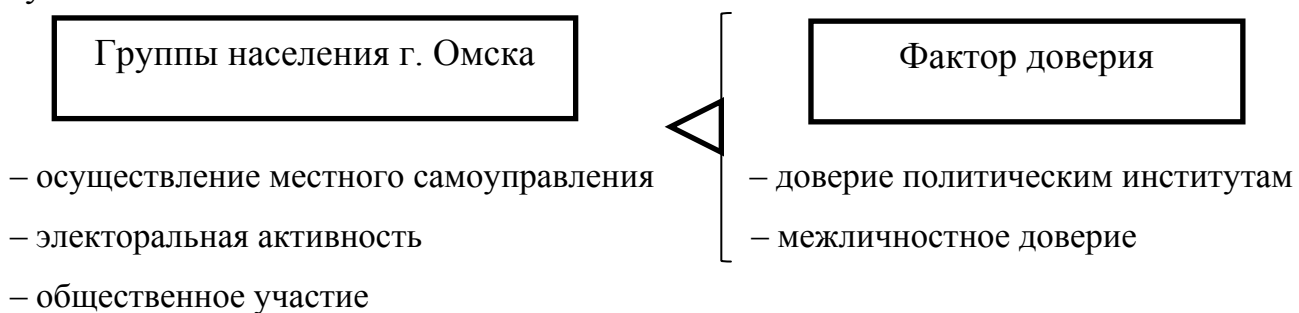 Группы населения г. Омска
Фактор доверия
– осуществление местного самоуправления
– электоральная активность
– общественное участие
– доверие политическим институтам
– межличностное доверие